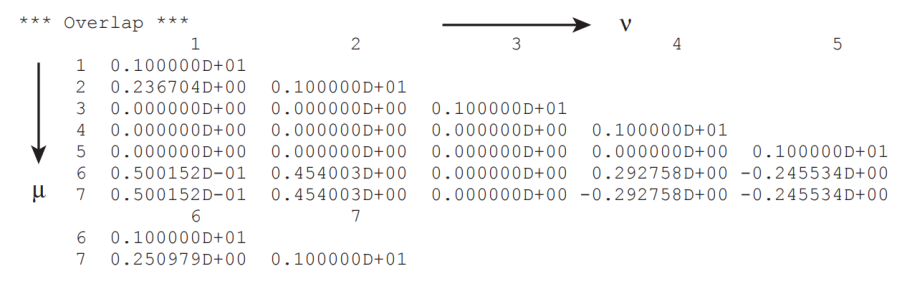 *** Overlap *** ν
1 2 3 4 5
1 0.100000D+01
2 0.236704D+00 0.100000D+01
3 0.000000D+00 0.000000D+00 0.100000D+01
4 0.000000D+00 0.000000D+00 0.000000D+00 0.100000D+01
5 0.000000D+00 0.000000D+00 0.000000D+00 0.000000D+00 0.100000D+01
6 0.500152D-01 0.454003D+00 0.000000D+00 0.292758D+00 -0.245534D+00
μ 7 0.500152D-01 0.454003D+00 0.000000D+00 -0.292758D+00 -0.245534D+00
6 7
6 0.100000D+01
7 0.250979D+00 0.100000D+01